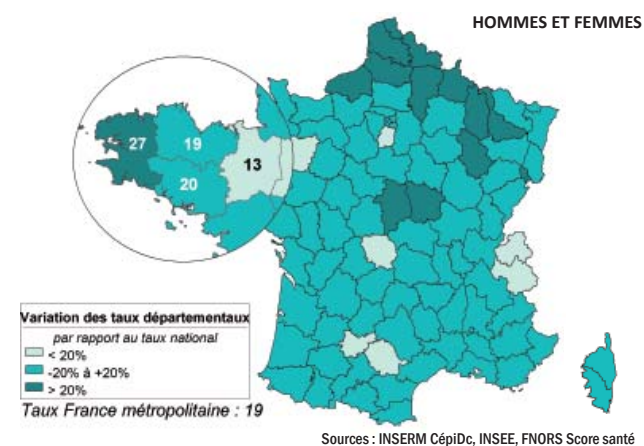 HOMMES ET FEMMES
27
19
13
20
Variation des taux départementaux
par rapport au taux national
< 20%
-20% à +20%
> 20%
Taux France métropolitaine : 19
Sources : INSERM CépiDc, INSEE, FNORS Score santé